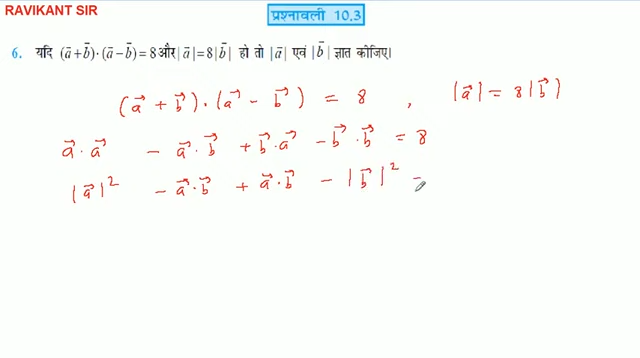 RAVIKANT SIR
प्रश्नावली 10.3
6. यदि (a⃗+b⃗)·(a⃗−b⃗) = 8 और |a⃗| = 8|b⃗| हो तो |a⃗| एवं |b⃗| ज्ञात कीजिए।
(a⃗ + b⃗) · (a⃗ − b⃗) = 8 , |a⃗| = 8|b⃗|
a⃗ · a⃗ − a⃗ · b⃗ + b⃗ · a⃗ − b⃗ · b⃗ = 8
|a⃗|² − a⃗ · b⃗ + a⃗ · b⃗ − |b⃗|²